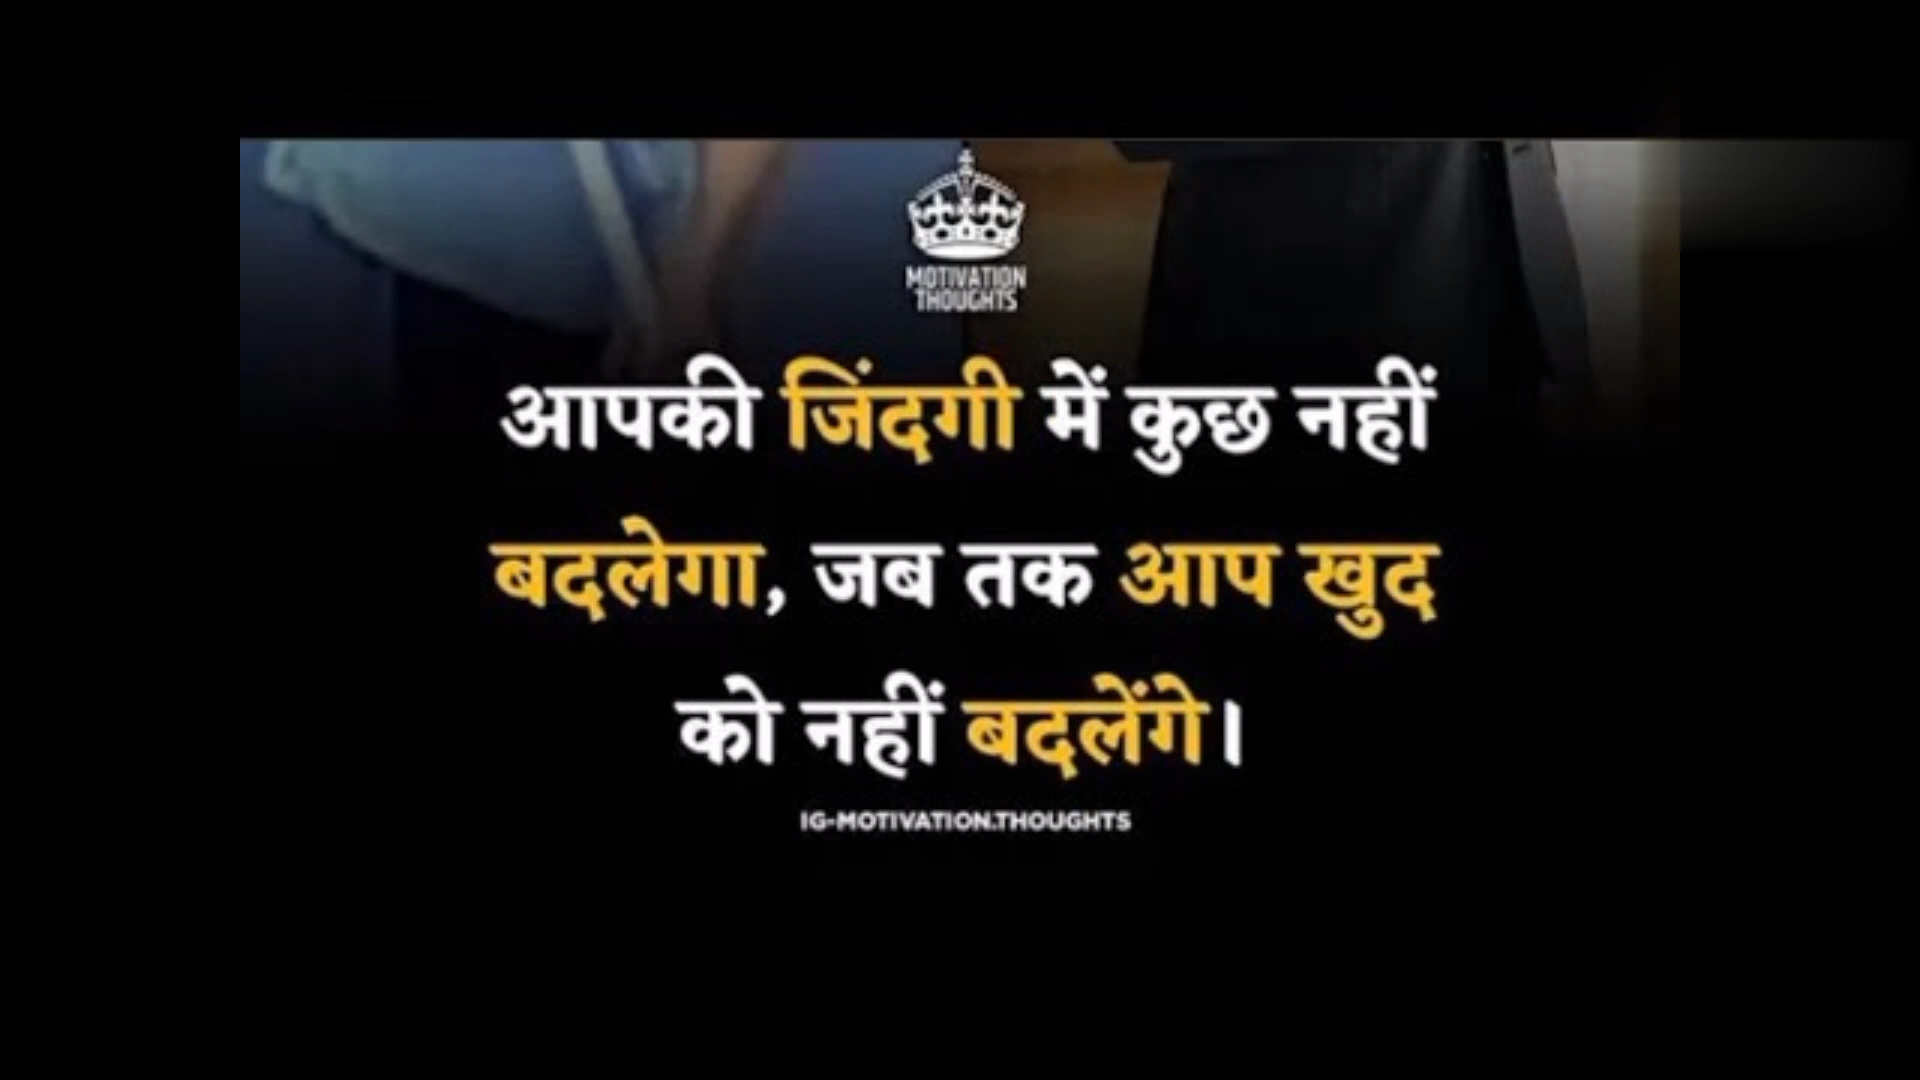 MOTIVATION
THOUGHTS
आपकी जिंदगी में कुछ नहीं
बदलेगा, जब तक आप खुद
को नहीं बदलेंगे।
IG-MOTIVATION.THOUGHTS